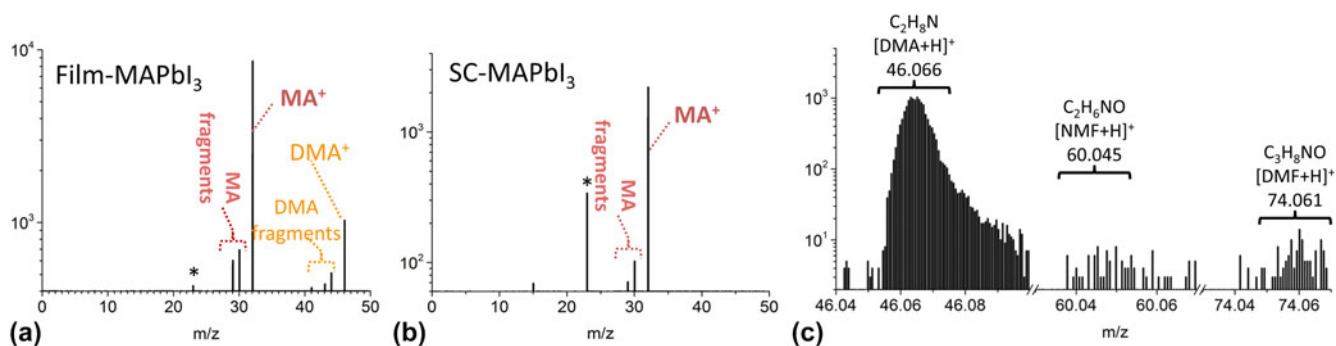 Film-MAPbI₃
10⁴
10³
fragments
MA
MA⁺
DMA⁺
DMA
fragments
*
0 10 20 30 40 50
m/z
(a)
SC-MAPbI₃
10³
10²
fragments
MA
MA⁺
*
0 10 20 30 40 50
m/z
(b)
C₂H₈N
[DMA+H]⁺
46.066
C₂H₆NO
[NMF+H]⁺
60.045
C₃H₈NO
[DMF+H]⁺
74.061
10³
10²
10¹
46.04 46.06 46.08 60.04 60.06 74.04 74.06
m/z
(c)